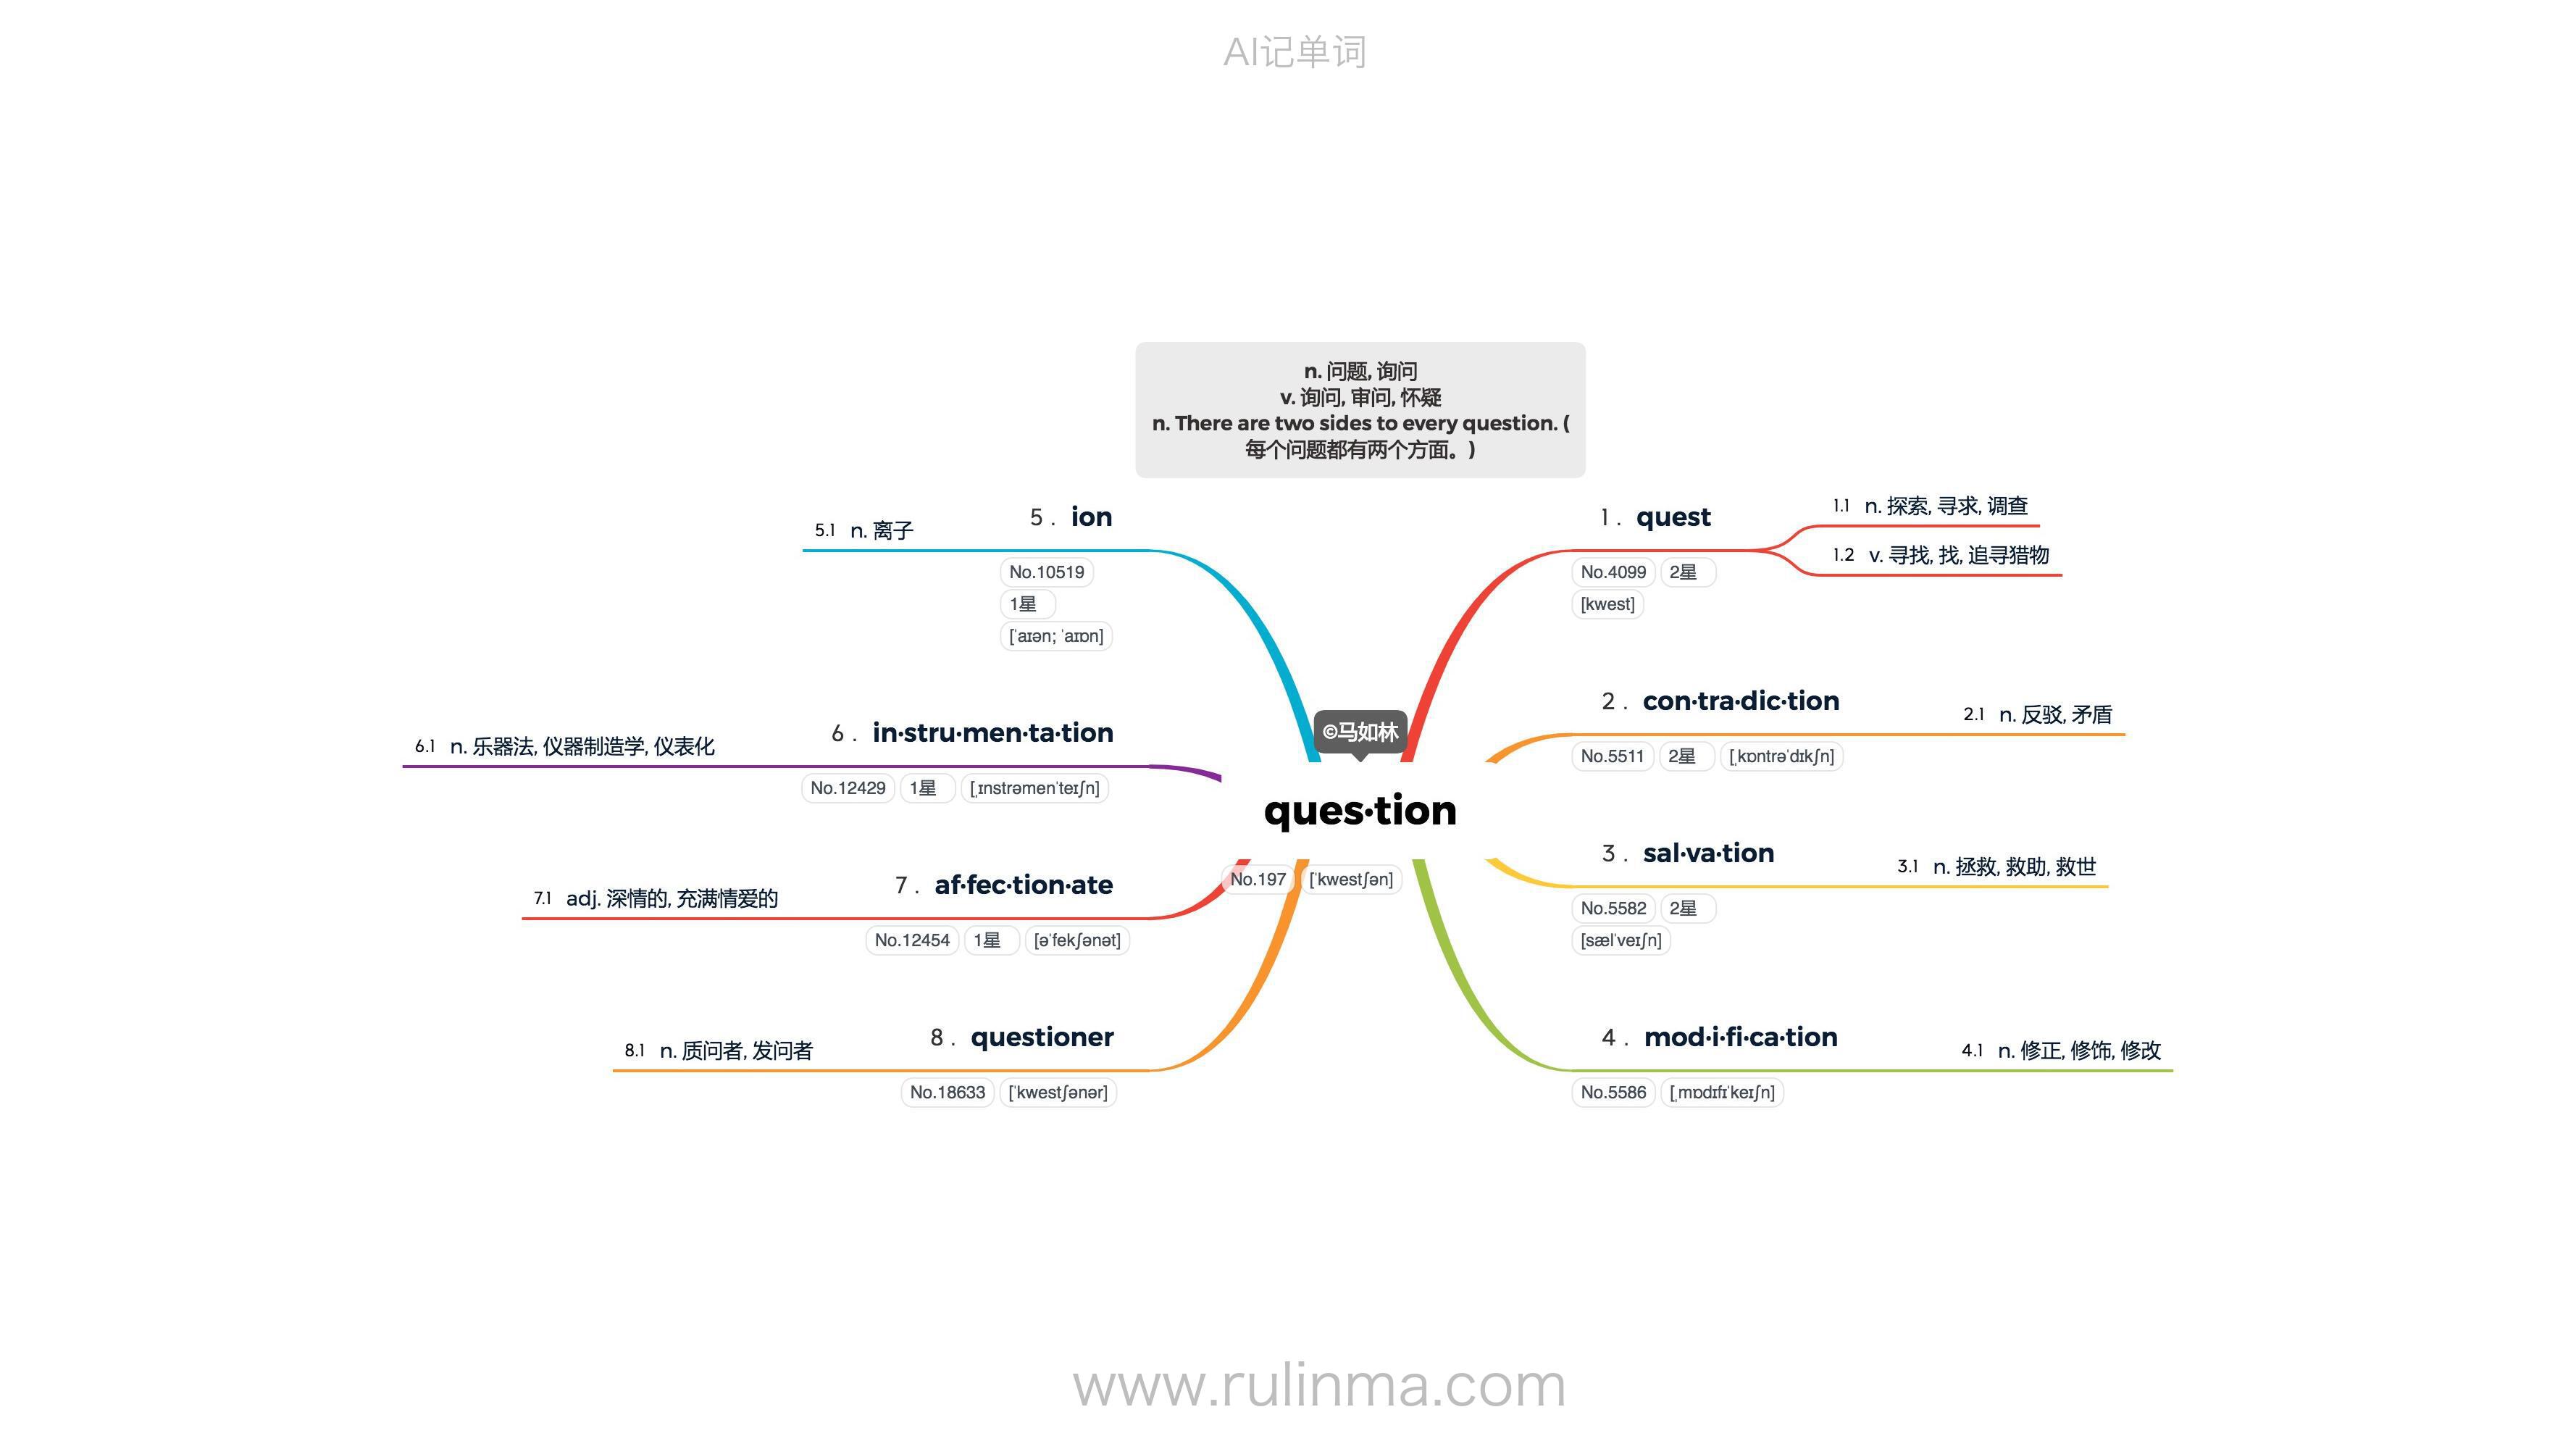 AI记单词
n. 问题, 询问
v. 询问, 审问, 怀疑
n. There are two sides to every question. (
每个问题都有两个方面。)
©马如林
ques·tion
No.197 [ˈkwestʃən]
1. quest
No.4099 2星
[kwest]
1.1 n. 探索, 寻求, 调查
1.2 v. 寻找, 找, 追寻猎物
2. con·tra·dic·tion
No.5511 2星 [ˌkɒntrəˈdɪkʃn]
2.1 n. 反驳, 矛盾
3. sal·va·tion
No.5582 2星
[sælˈveɪʃn]
3.1 n. 拯救, 救助, 救世
4. mod·i·fi·ca·tion
No.5586 [ˌmɒdɪfɪˈkeɪʃn]
4.1 n. 修正, 修饰, 修改
5. ion
No.10519
1星
[ˈaɪən; ˈaɪɒn]
5.1 n. 离子
6. in·stru·men·ta·tion
No.12429 1星 [ˌɪnstrəmenˈteɪʃn]
6.1 n. 乐器法, 仪器制造学, 仪表化
7. af·fec·tion·ate
No.12454 1星 [əˈfekʃənət]
7.1 adj. 深情的, 充满情爱的
8. questioner
No.18633 [ˈkwestʃənər]
8.1 n. 质问者, 发问者
www.rulinma.com